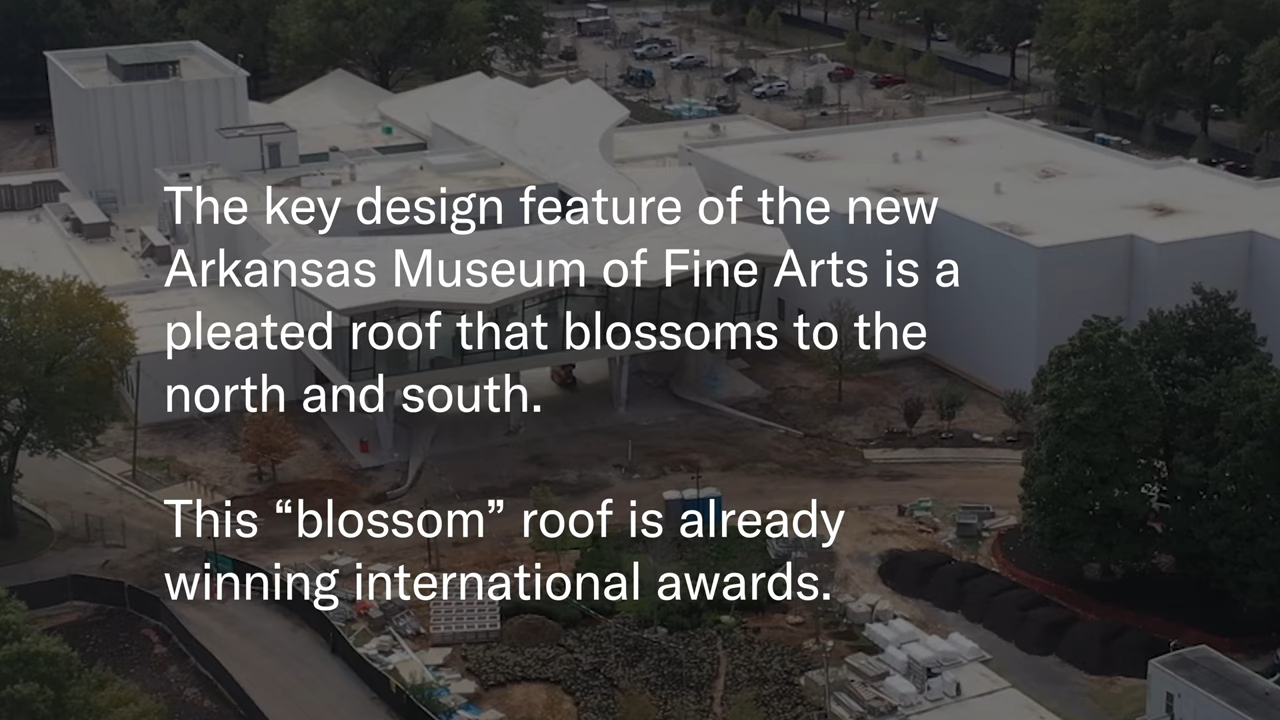 The key design feature of the new
Arkansas Museum of Fine Arts is a
pleated roof that blossoms to the
north and south.
This “blossom” roof is already
winning international awards.